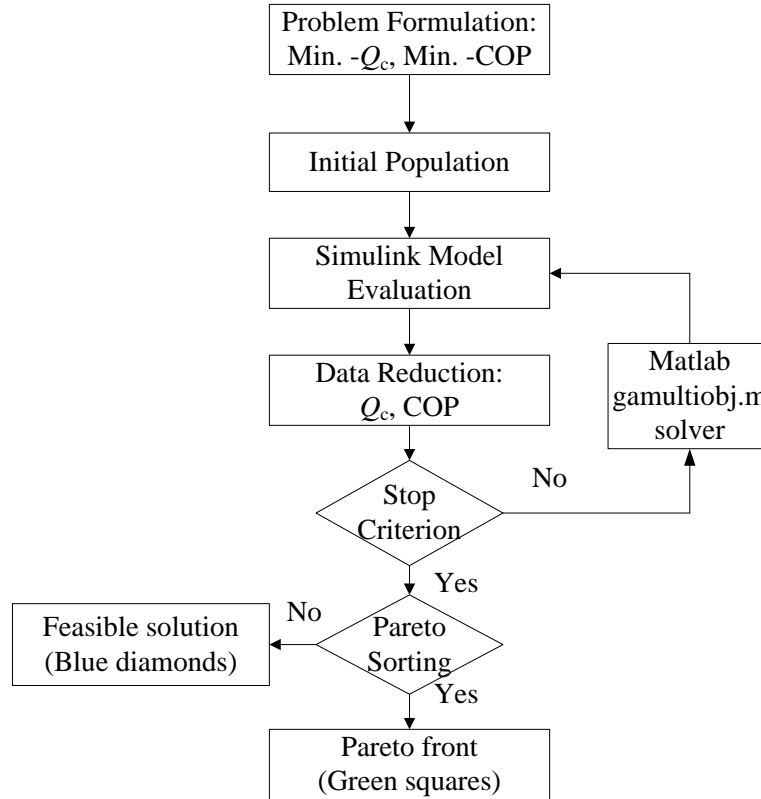 Problem Formulation:
Min. -Qc, Min. -COP
Initial Population
Simulink Model
Evaluation
Data Reduction:
Qc, COP
Matlab
gamultiobj.m
solver
Stop
Criterion
No
Yes
Pareto
Sorting
No
Feasible solution
(Blue diamonds)
Yes
Pareto front
(Green squares)